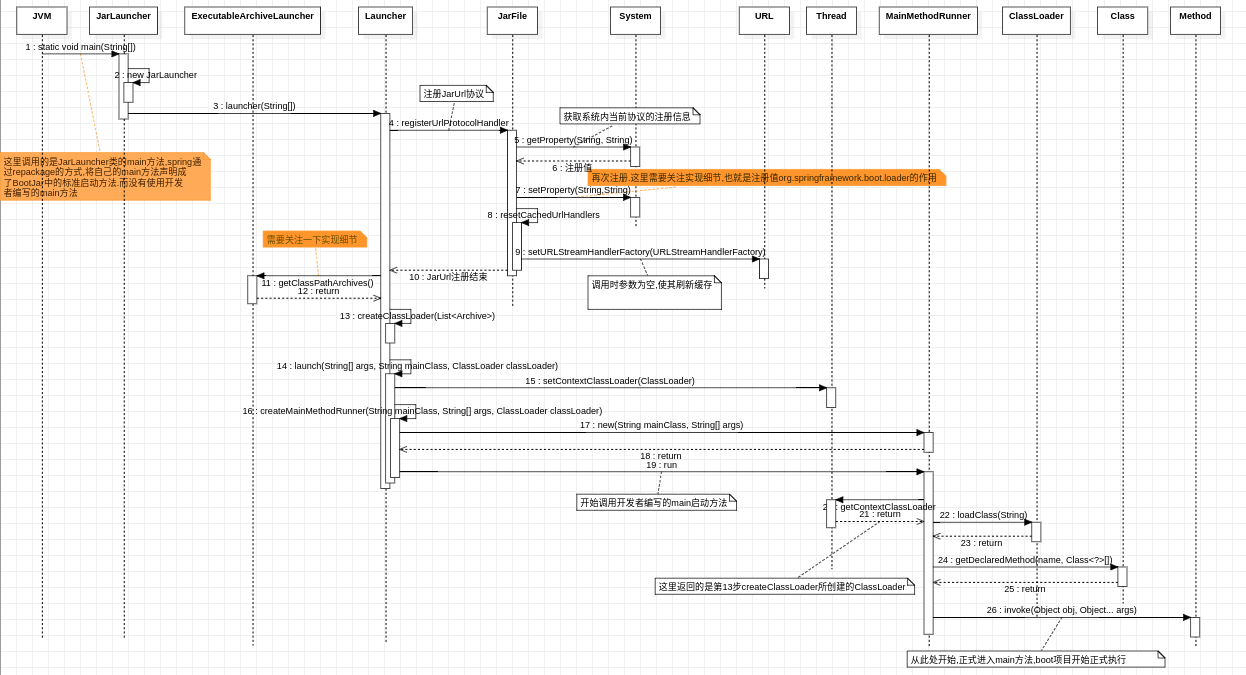 JVM
JarLauncher
ExecutableArchiveLauncher
Launcher
JarFile
System
URL
Thread
MainMethodRunner
ClassLoader
Class
Method
1 : static void main(String[])
2 : new JarLauncher
3 : launcher(String[])
注册JarUrl协议
4 : registerUrlProtocolHandler
获取系统内当前协议的注册信息
5 : getProperty(String, String)
6 : 注册值
这里调用的是JarLauncher类的main方法,spring通
过repackage的方式,将自己的main方法声明成
了BootJar中的标准启动方法.而没有使用开发
者编写的main方法
再次注册.这里需要关注实现细节,也就是注册值org.springframework.boot.loader的作用
7 : setProperty(String,String)
8 : resetCachedUrlHandlers
需要关注一下实现细节
9 : setURLStreamHandlerFactory(URLStreamHandlerFactory)
10 : JarUrl注册结束
调用时参数为空,使其刷新缓存
11 : getClassPathArchives()
12 : return
13 : createClassLoader(List<Archive>)
14 : launch(String[] args, String mainClass, ClassLoader classLoader)
15 : setContextClassLoader(ClassLoader)
16 : createMainMethodRunner(String mainClass, String[] args, ClassLoader classLoader)
17 : new(String mainClass, String[] args)
18 : return
19 : run
开始调用开发者编写的main启动方法
getContextClassLoader
21 : return
22 : loadClass(String)
23 : return
24 : getDeclaredMethod(name, Class<?>[])
这里返回的是第13步createClassLoader所创建的ClassLoader
25 : return
26 : invoke(Object obj, Object... args)
从此处开始,正式进入main方法,boot项目开始正式执行